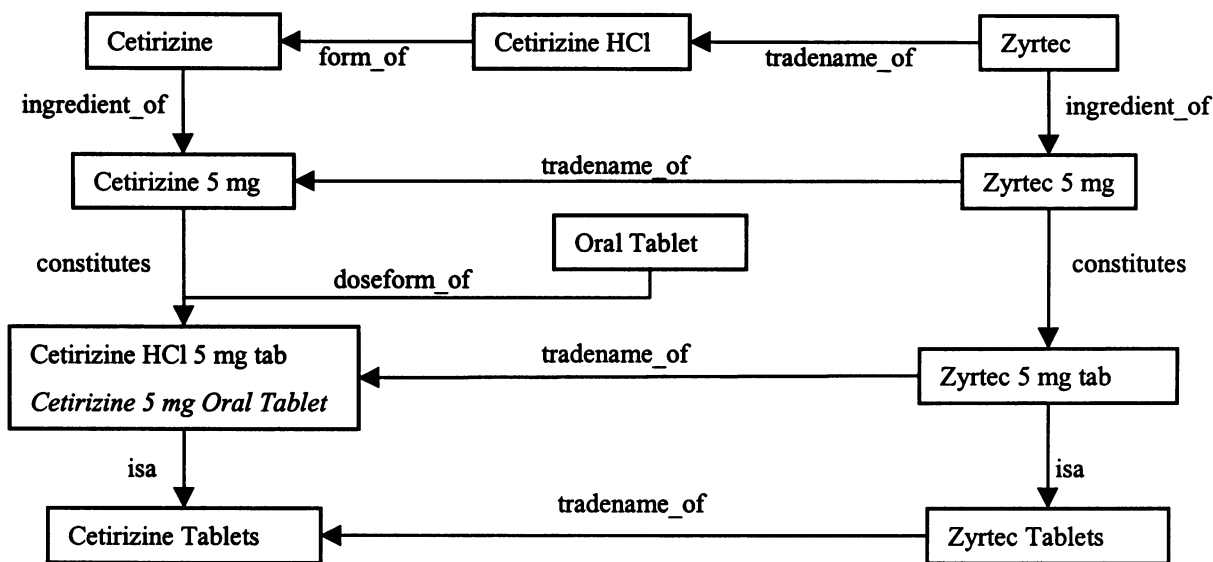 Cetirizine
Cetirizine HCl
Zyrtec
form_of
tradename_of
ingredient_of
ingredient_of
Cetirizine 5 mg
tradename_of
Zyrtec 5 mg
Oral Tablet
constitutes
doseform_of
constitutes
Cetirizine HCl 5 mg tab
Cetirizine 5 mg Oral Tablet
tradename_of
Zyrtec 5 mg tab
isa
isa
Cetirizine Tablets
tradename_of
Zyrtec Tablets